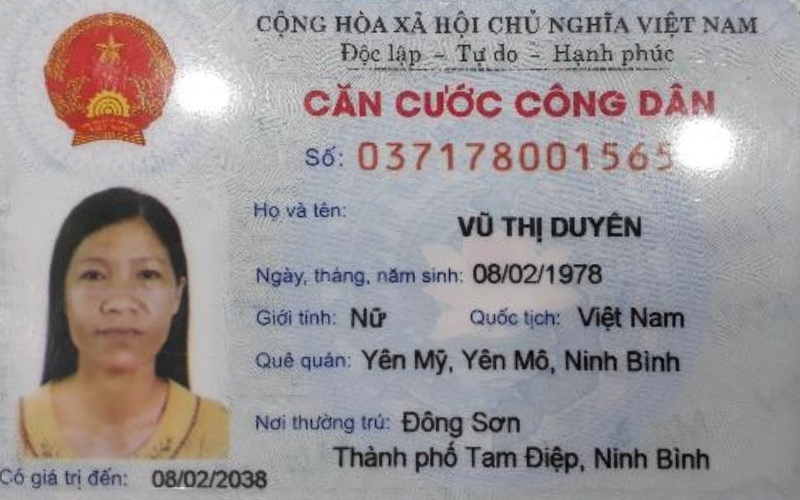 CỘNG HÒA XÃ HỘI CHỦ NGHĨA VIỆT NAM
Độc lập – Tự do – Hạnh phúc
CĂN CƯỚC CÔNG DÂN
Số: 037178001565
Họ và tên:
VŨ THỊ DUYÊN
Ngày, tháng, năm sinh: 08/02/1978
Giới tính: Nữ Quốc tịch: Việt Nam
Quê quán: Yên Mỹ, Yên Mô, Ninh Bình
Nơi thường trú: Đông Sơn
Thành phố Tam Điệp, Ninh Bình
Có giá trị đến: 08/02/2038